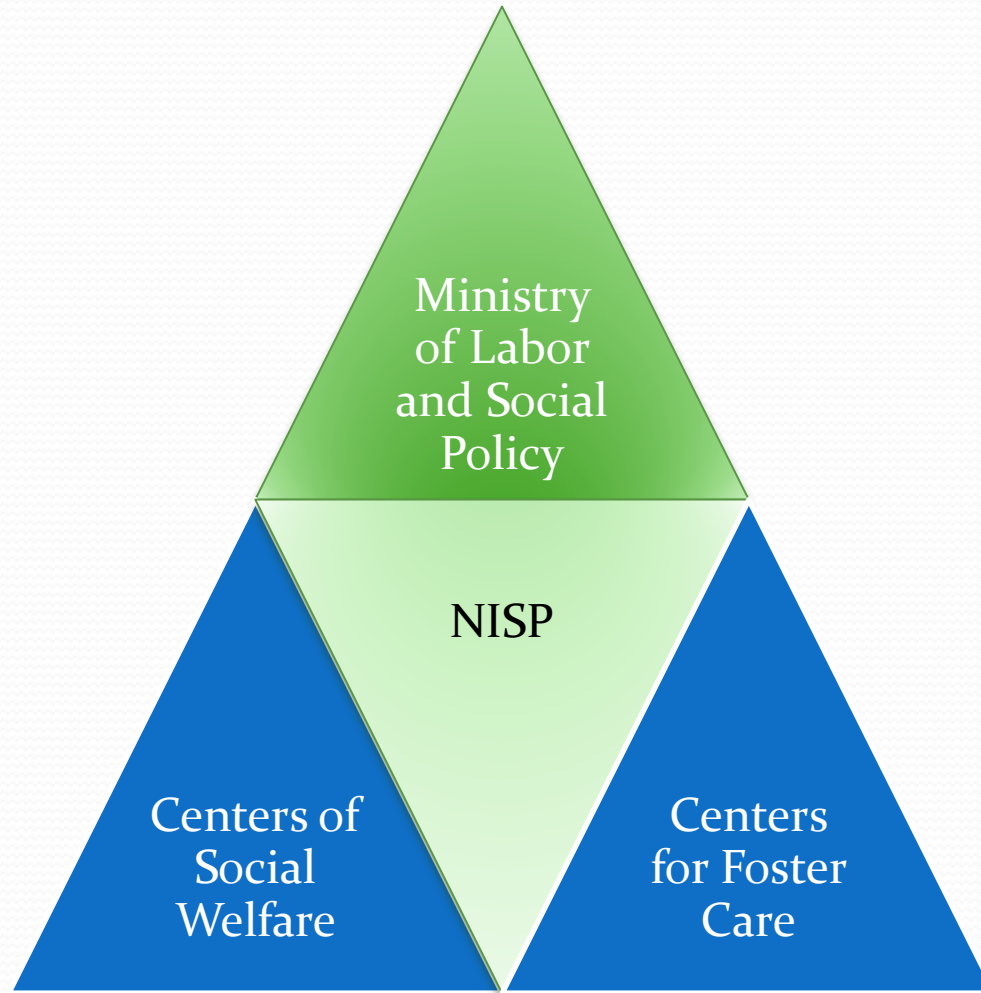 Ministry
of Labor
and Social
Policy
NISP
Centers of
Social
Welfare
Centers
for Foster
Care